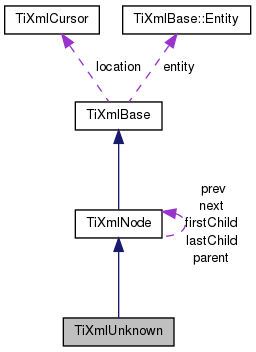 TiXmlCursor
TiXmlBase::Entity
location
entity
TiXmlBase
prev
next
firstChild
lastChild
parent
TiXmlNode
TiXmlUnknown